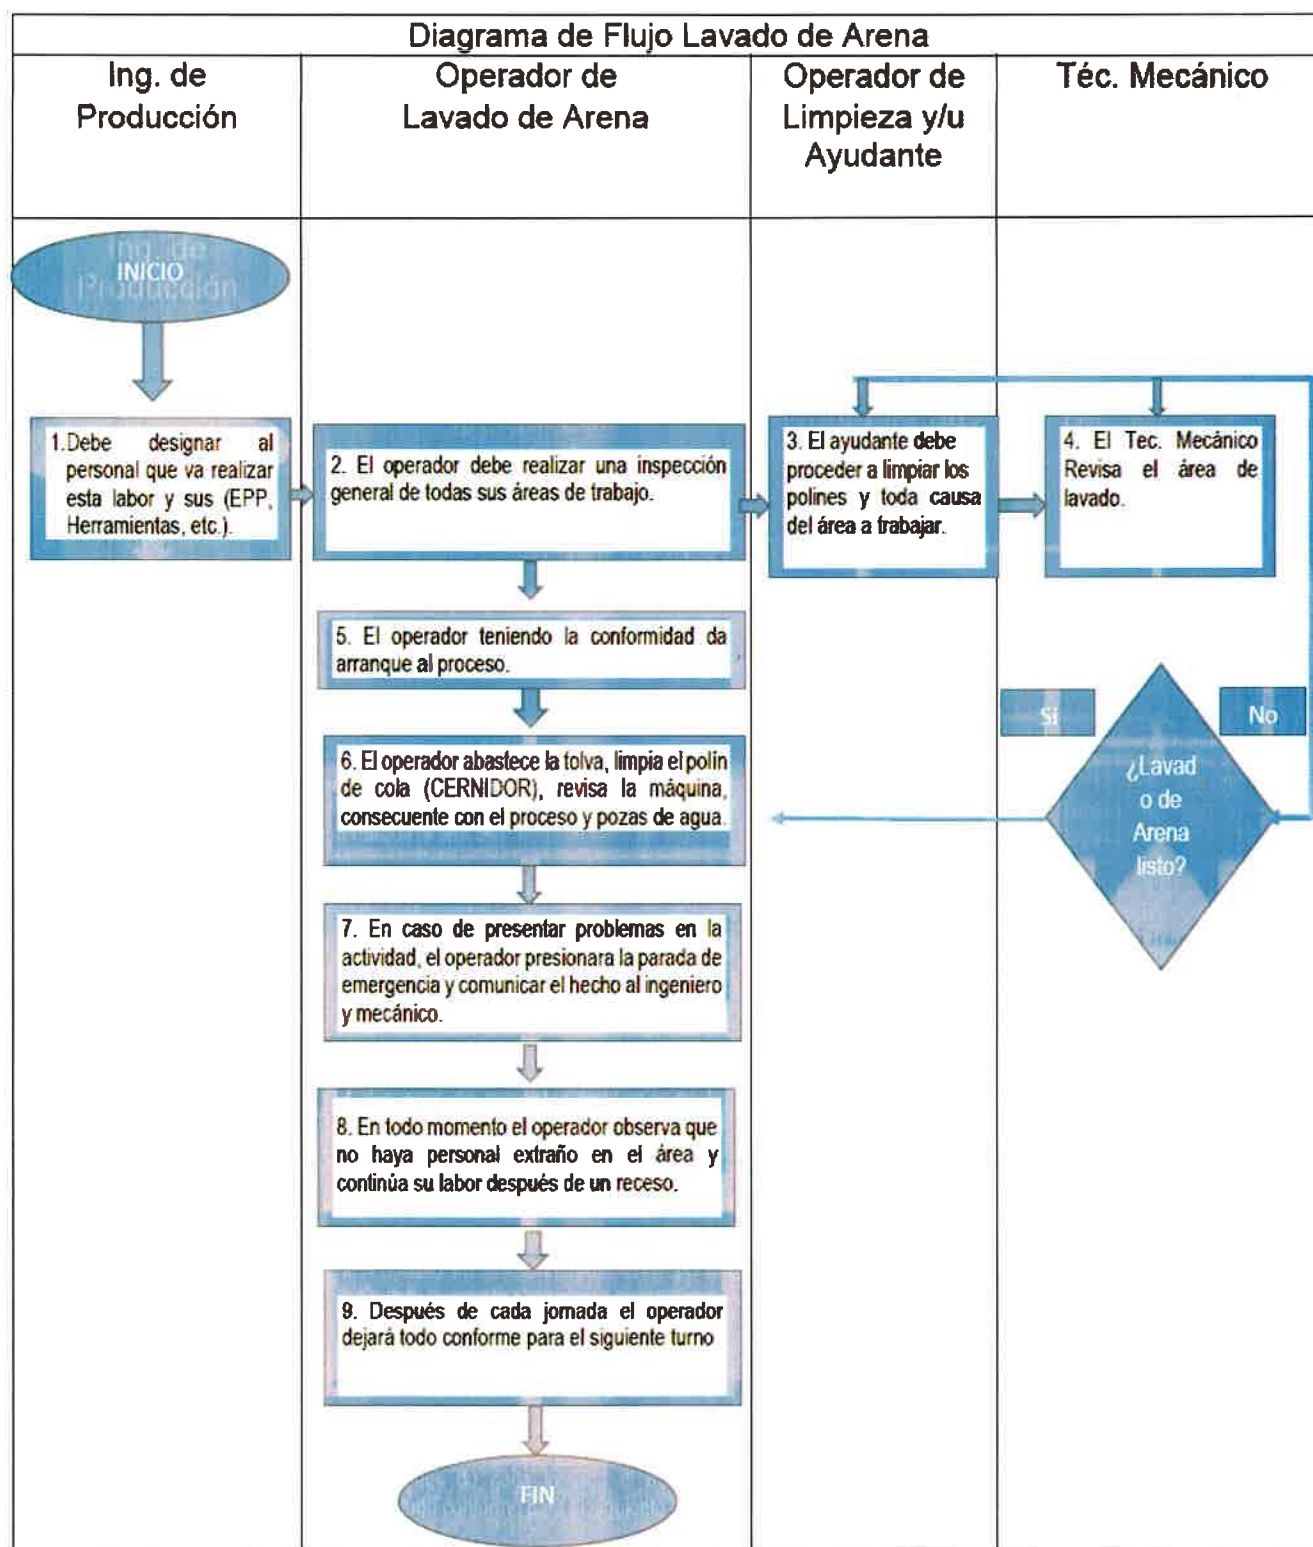 Diagrama de Flujo Lavado de Arena
Ing. de
Producción
Operador de
Lavado de Arena
Operador de
Limpieza y/u
Ayudante
Téc. Mecánico
Ing. de
INICIO
Producción
1.Debe designar al
personal que va realizar
esta labor y sus (EPP,
Herramientas, etc.).
2. El operador debe realizar una inspección
general de todas sus áreas de trabajo.
3. El ayudante debe
proceder a limpiar los
polines y toda causa
del área a trabajar.
4. El Tec. Mecánico
Revisa el área de
lavado.
5. El operador teniendo la conformidad da
arranque al proceso.
Si
No
¿Lavad
o de
Arena
listo?
6. El operador abastece la tolva, limpia el polín
de cola (CERNIDOR), revisa la máquina,
consecuente con el proceso y pozas de agua.
7. En caso de presentar problemas en la
actividad, el operador presionara la parada de
emergencia y comunicar el hecho al ingeniero
y mecánico.
8. En todo momento el operador observa que
no haya personal extraño en el área y
continúa su labor después de un receso.
9. Después de cada jornada el operador
dejará todo conforme para el siguiente turno
FIN